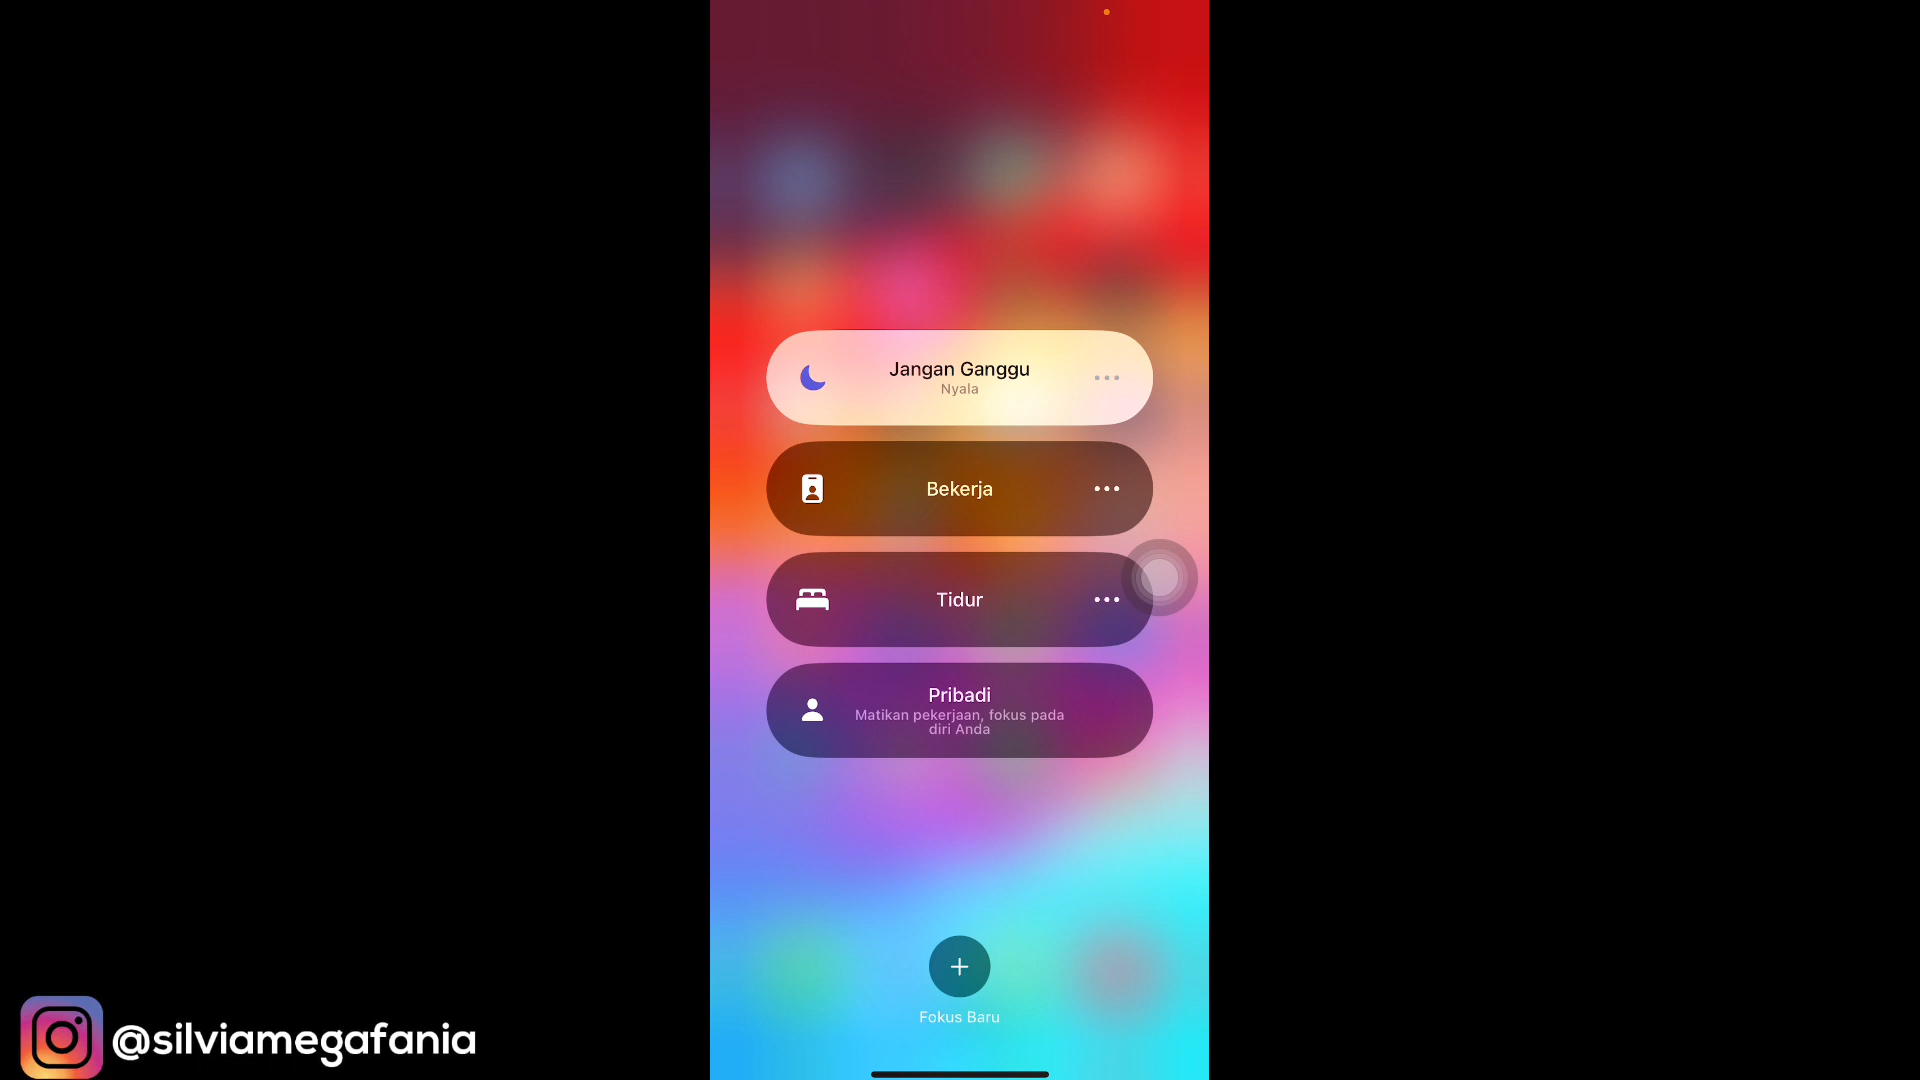 Jangan Ganggu
Nyala
Bekerja
Tidur
Pribadi
Matikan pekerjaan, fokus pada
diri Anda
Fokus Baru
@silviamegafania